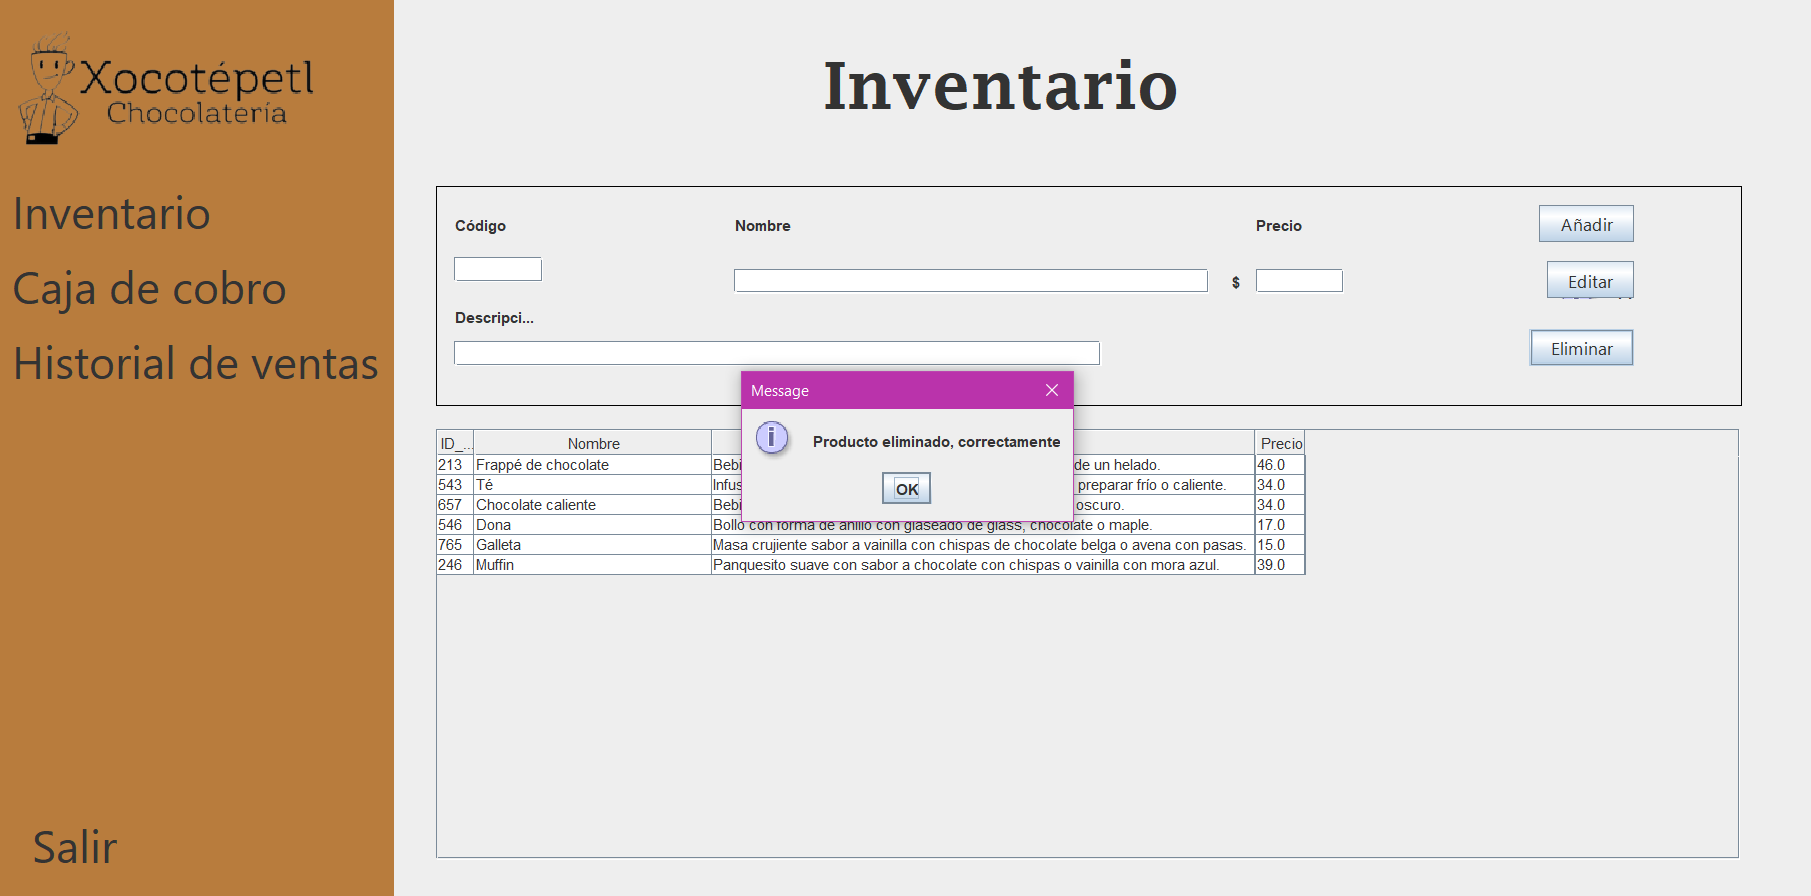 Xocotépetl
Chocolatería
Inventario
Caja de cobro
Historial de ventas
Salir
Inventario
Código Nombre Precio Añadir
$ Editar
Descripci...
Eliminar
Message
Producto eliminado, correctamente
OK
ID_... Nombre Precio
213 Frappé de chocolate Bebi de un helado. 46.0
543 Té Infus preparar frío o caliente. 34.0
657 Chocolate caliente Bebi oscuro. 34.0
546 Dona Bollo con forma de anillo con glaseado de glass, chocolate o maple. 17.0
765 Galleta Masa crujiente sabor a vainilla con chispas de chocolate belga o avena con pasas. 15.0
246 Muffin Panquesito suave con sabor a chocolate con chispas o vainilla con mora azul. 39.0